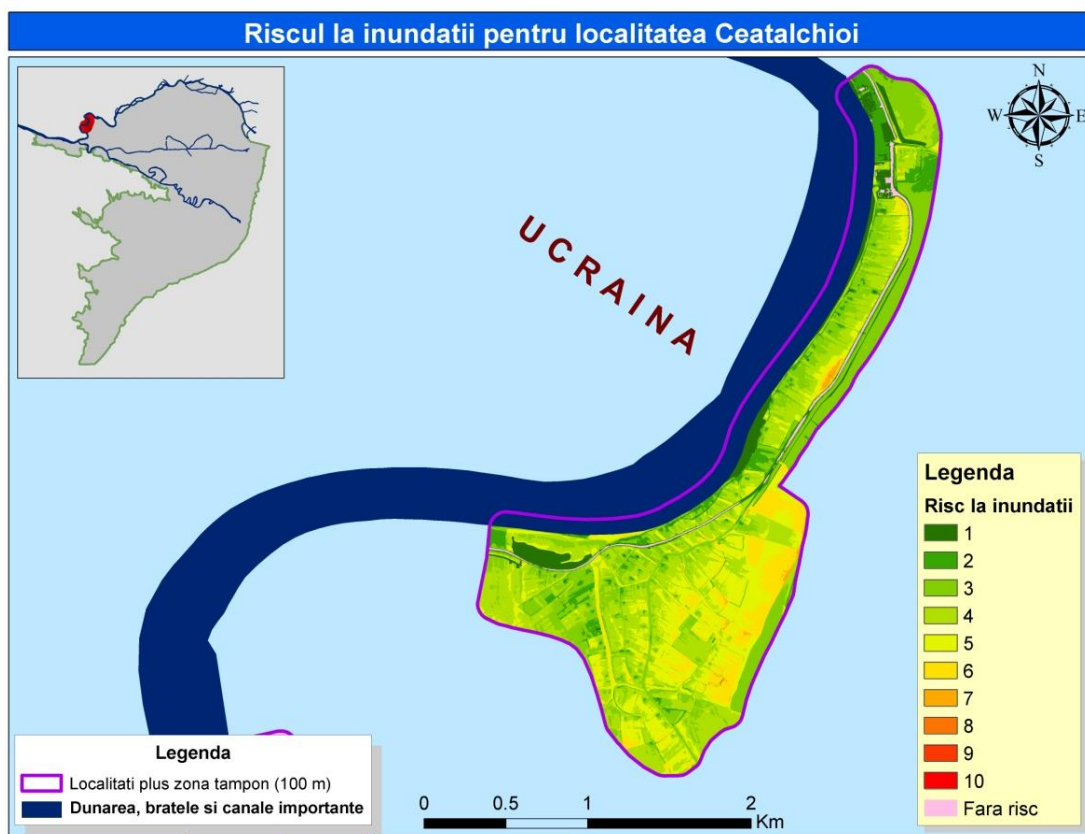 Riscul la inundatii pentru localitatea Ceatalchioi
N
W E
S
UCRAINA
Legenda
Risc la inundatii
1
2
3
4
5
6
7
8
9
10
Fara risc
Legenda
Localitati plus zona tampon (100 m)
Dunarea, bratele si canale importante
0 0.5 1 2
Km